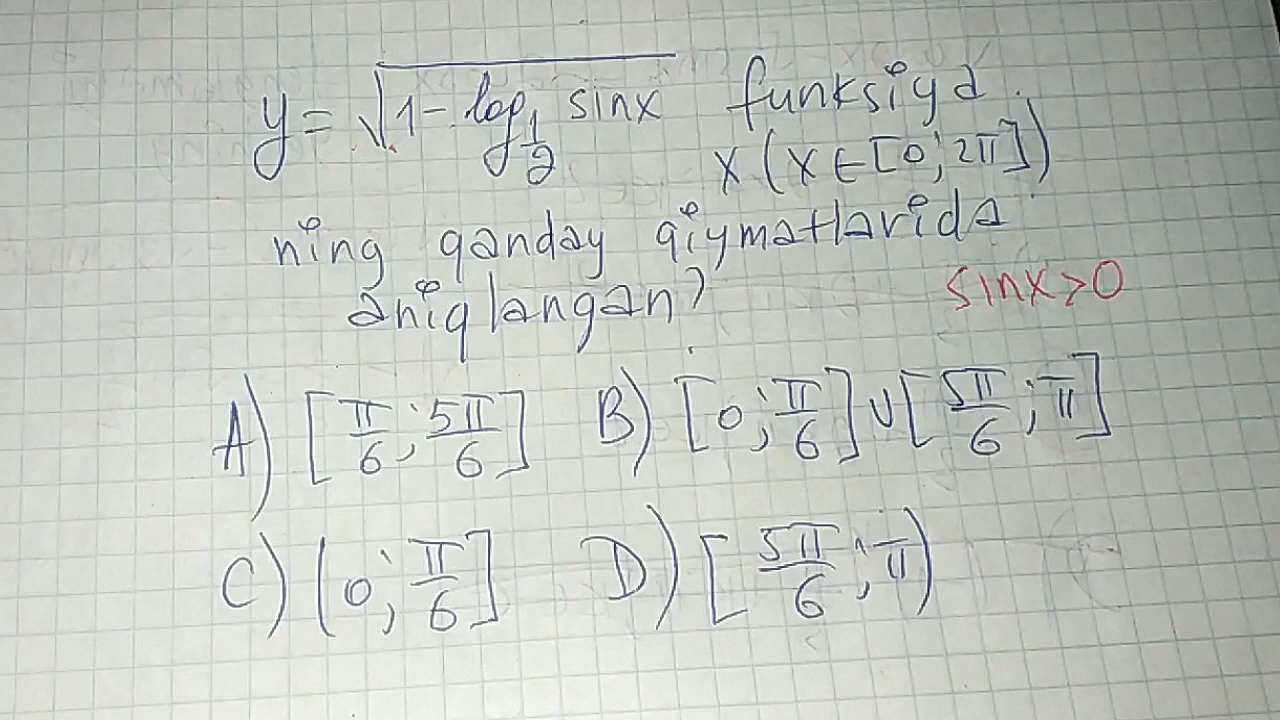 y = √(1 - log_{1/2} sinx) funksiya
x (x ∈ [0; 2π])
ning qanday qiymatlarida
aniqlangan?
sinx>0
A) [π/6; 5π/6] B) [0; π/6] ∪ [5π/6; π]
C) (0; π/6] D) [5π/6; π)